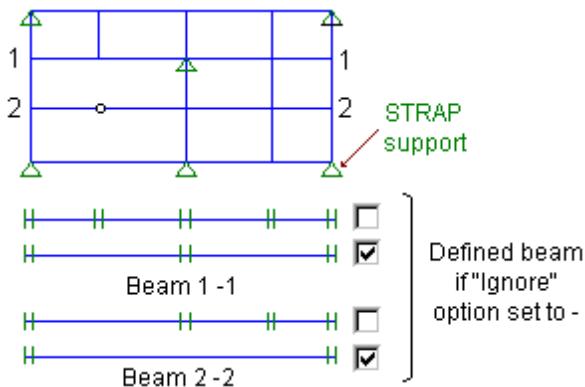 1
1
2
2
STRAP
support
Beam 1 -1
Beam 2 -2
Defined beam
if "Ignore"
option set to -